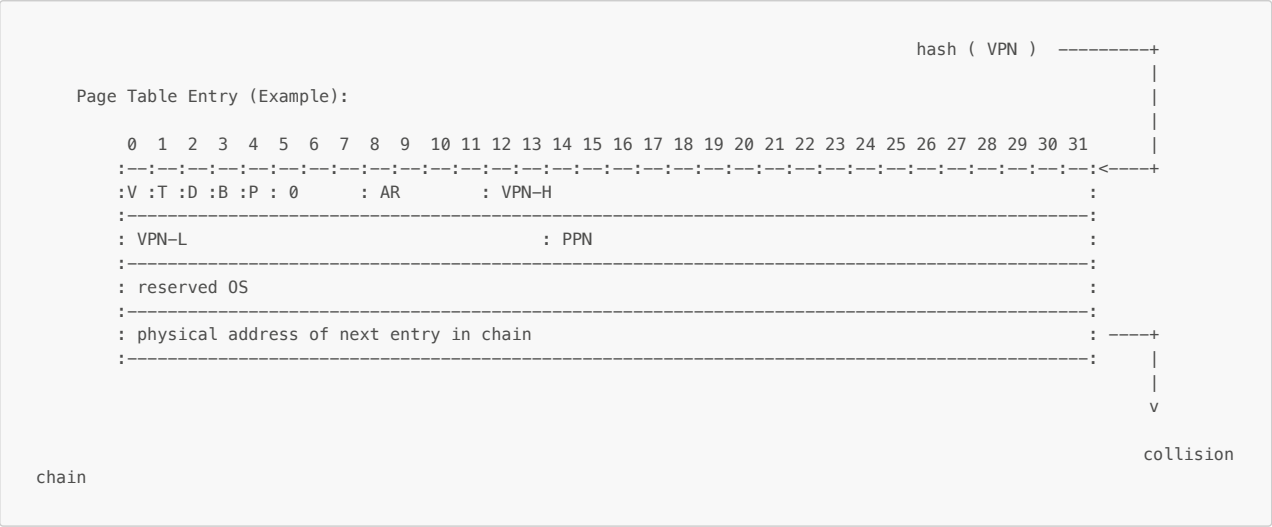 hash ( VPN ) ---------+
|
Page Table Entry (Example): |
|
0 1 2 3 4 5 6 7 8 9 10 11 12 13 14 15 16 17 18 19 20 21 22 23 24 25 26 27 28 29 30 31 |
:--:--:--:--:--:--:--:--:--:--:--:--:--:--:--:--:--:--:--:--:--:--:--:--:--:--:--:--:--:--:--:--:<----+
:V :T :D :B :P : 0 : AR : VPN-H :
:-----------------------------------------------------------------------------------------------:
: VPN-L : PPN :
:-----------------------------------------------------------------------------------------------:
: reserved OS :
:-----------------------------------------------------------------------------------------------:
: physical address of next entry in chain : ----+
:-----------------------------------------------------------------------------------------------: |
|
v
collision
chain